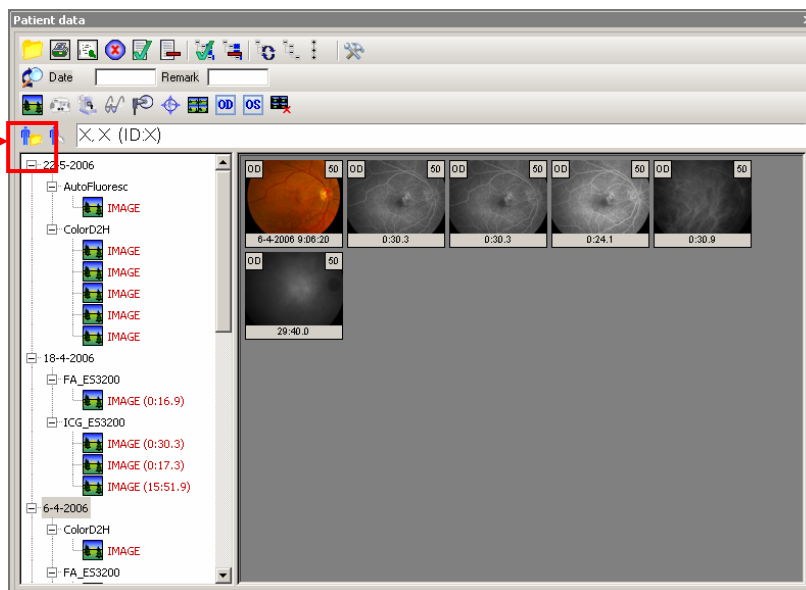 Patient data
Date Remark
OD OS
X, X (ID:X)
22-5-2006
AutoFluoresc
IMAGE
ColorD2H
IMAGE
IMAGE
IMAGE
IMAGE
IMAGE
18-4-2006
FA_ES3200
IMAGE (0:16.9)
ICG_ES3200
IMAGE (0:30.3)
IMAGE (0:17.3)
IMAGE (15:51.9)
6-4-2006
ColorD2H
IMAGE
FA_ES3200
OD 50 OD 50 OD 50 OD 50 OD 50
6-4-2006 9:06:20 0:30.3 0:30.3 0:24.1 0:30.9
OD 50
29:40.0